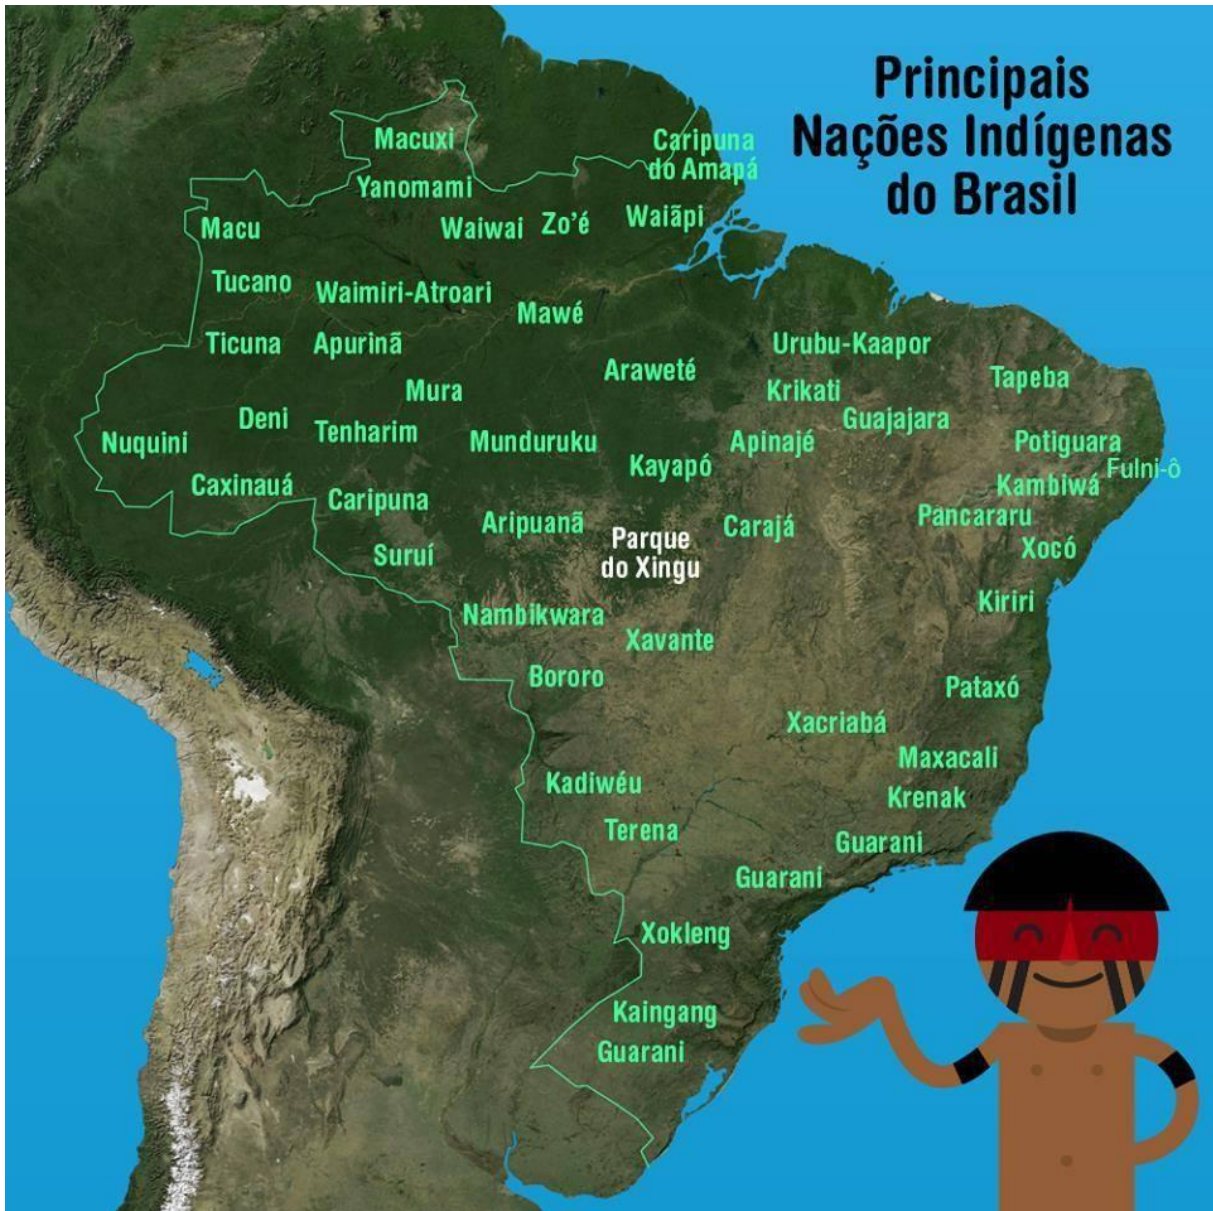 Principais
Nações Indígenas
do Brasil
Macuxi
Caripuna
do Amapá
Yanomami
Macu
Waiwai
Zo'é
Waiãpi
Tucano
Waimiri-Atroari
Mawé
Ticuna
Apurinã
Urubu-Kaapor
Araweté
Tapeba
Mura
Krikati
Deni
Tenharim
Guajajara
Nuquini
Munduruku
Apinajé
Potiguara
Kayapó
Fulni-ô
Caxinauá
Caripuna
Kambiwá
Aripuanã
Carajá
Pancararu
Parque
do Xingu
Suruí
Xocó
Nambikwara
Kiriri
Xavante
Bororo
Pataxó
Xacriabá
Maxacali
Kadiwéu
Krenak
Terena
Guarani
Guarani
Xokleng
Kaingang
Guarani